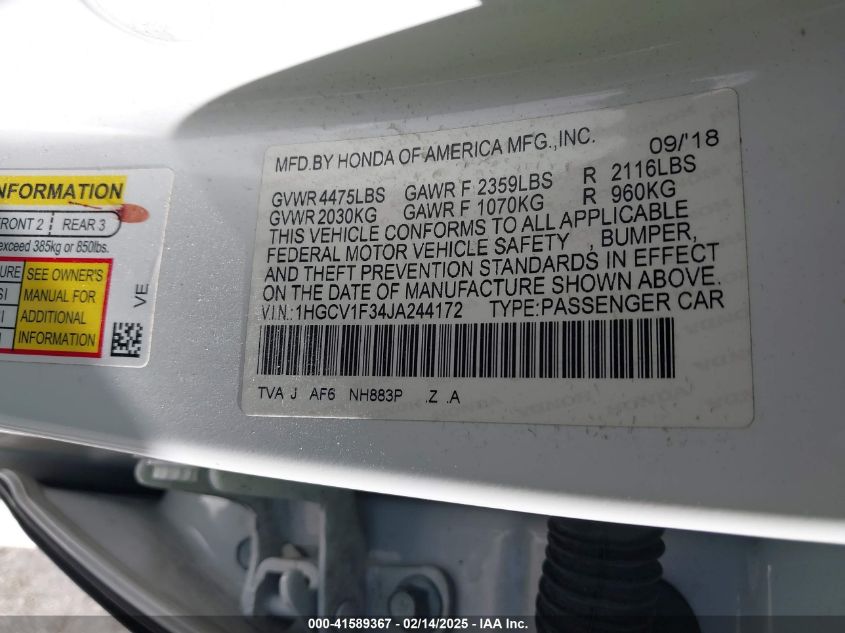 MFD.BY HONDA OF AMERICA MFG.,INC. 09/'18
GVWR 4475LBS GAWR F 2359LBS R 2116LBS
GVWR 2030KG GAWR F 1070KG R 960KG
THIS VEHICLE CONFORMS TO ALL APPLICABLE
FEDERAL MOTOR VEHICLE SAFETY , BUMPER,
AND THEFT PREVENTION STANDARDS IN EFFECT
ON THE DATE OF MANUFACTURE SHOWN ABOVE.
V.I.N.:1HGCV1F34JA244172 TYPE:PASSENGER CAR
TVA J AF6 NH883P .Z .A
NFORMATION
FRONT 2 REAR 3
exceed 385kg or 850lbs.
SEE OWNER'S
MANUAL FOR
ADDITIONAL
INFORMATION
VE
000-41589367 - 02/14/2025 - IAA Inc.